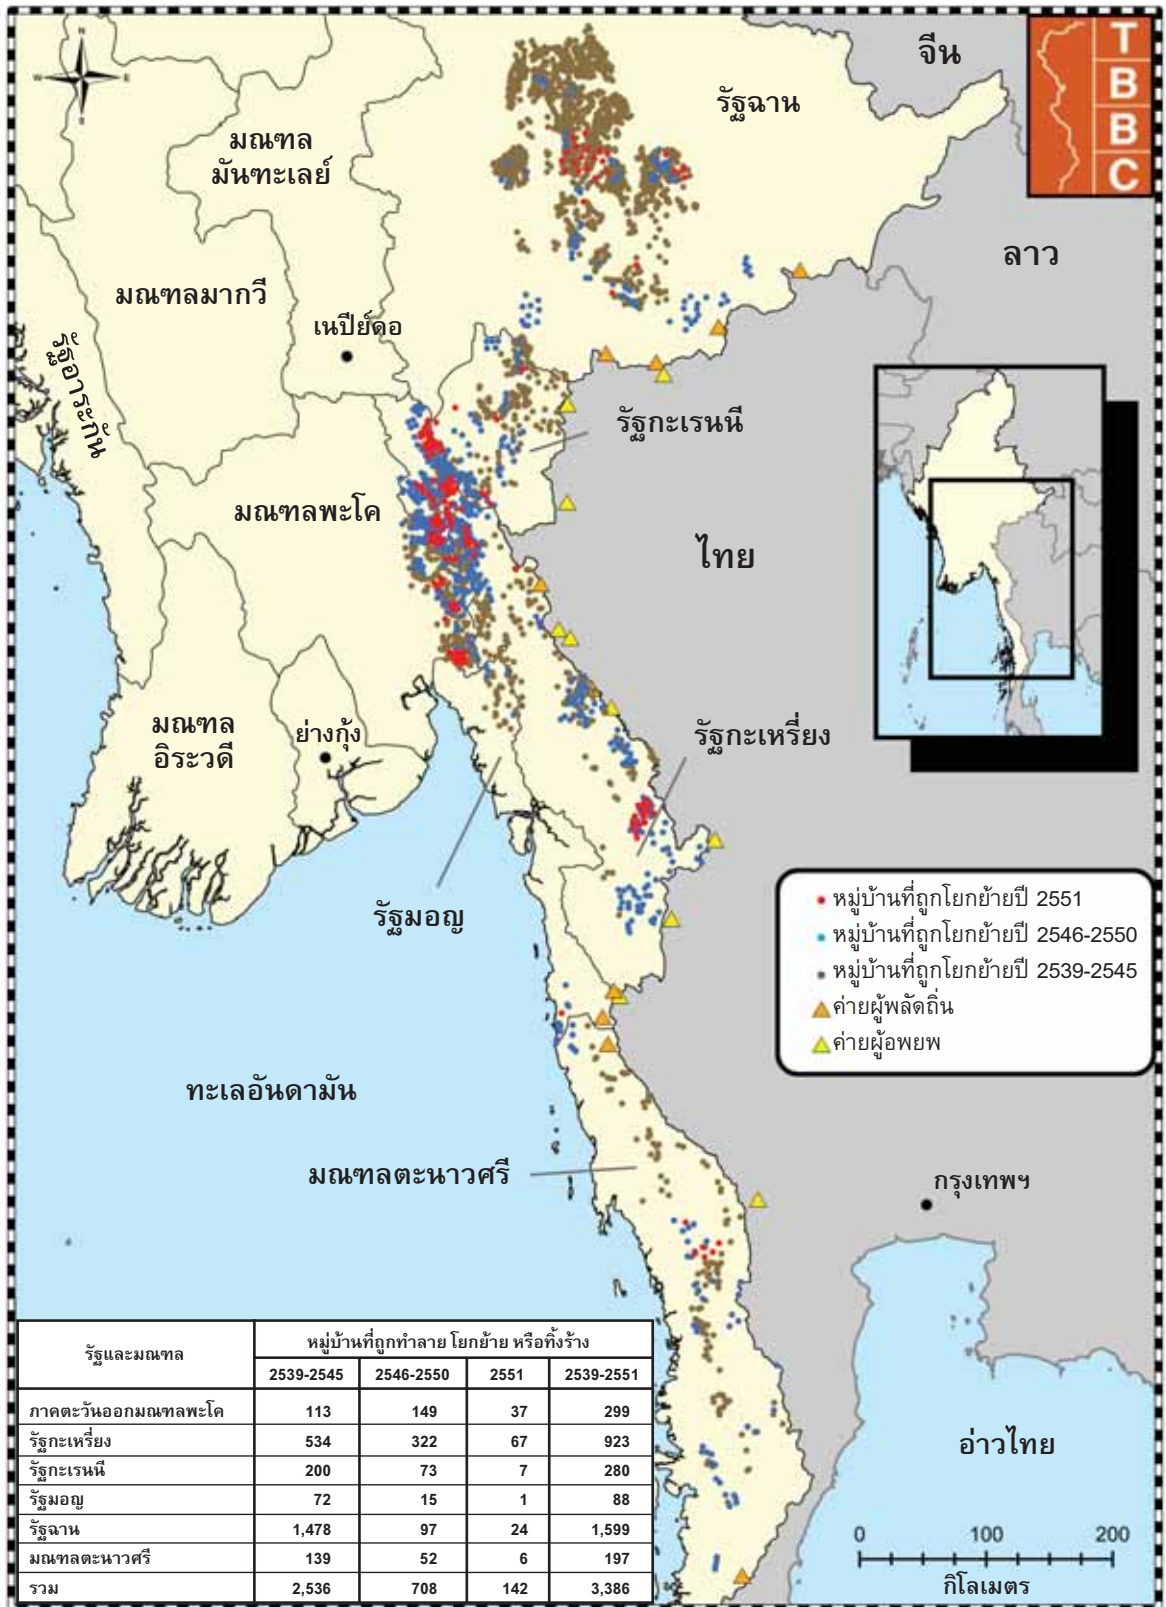 N
W
E
S
T
B
B
C
จีน
รัฐฉาน
มณฑล
มันฑะเลย์
ลาว
มณฑลมากวี
เนปีย์ดอ
รัฐอาระกัน
รัฐกะเรนนี
มณฑลพะโค
ไทย
มณฑล
อิระวดี
ย่างกุ้ง
รัฐกะเหรี่ยง
รัฐมอญ
หมู่บ้านที่ถูกโยกย้ายปี 2551
หมู่บ้านที่ถูกโยกย้ายปี 2546-2550
หมู่บ้านที่ถูกโยกย้ายปี 2539-2545
ค่ายผู้พลัดถิ่น
ค่ายผู้อพยพ
ทะเลอันดามัน
มณฑลตะนาวศรี
กรุงเทพฯ
อ่าวไทย
0 100 200
กิโลเมตร
รัฐและมณฑล หมู่บ้านที่ถูกทำลาย โยกย้าย หรือทิ้งร้าง
2539-2545 2546-2550 2551 2539-2551
ภาคตะวันออกมณฑลพะโค 113 149 37 299
รัฐกะเหรี่ยง 534 322 67 923
รัฐกะเรนนี 200 73 7 280
รัฐมอญ 72 15 1 88
รัฐฉาน 1,478 97 24 1,599
มณฑลตะนาวศรี 139 52 6 197
รวม 2,536 708 142 3,386